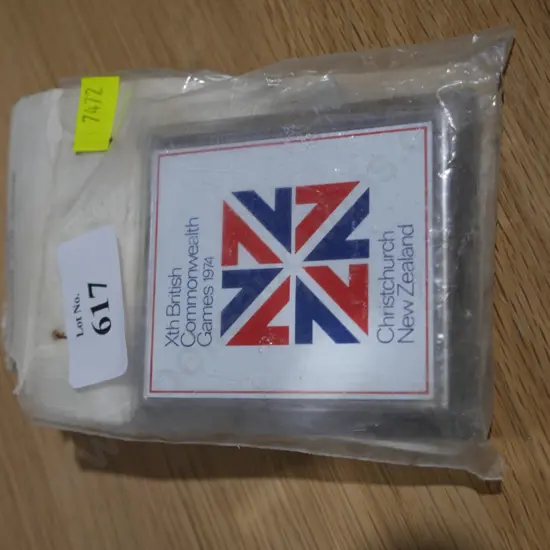 7472
Lot No.
617
Xth British
Commonwealth
Games 1974
Christchurch
New Zealand